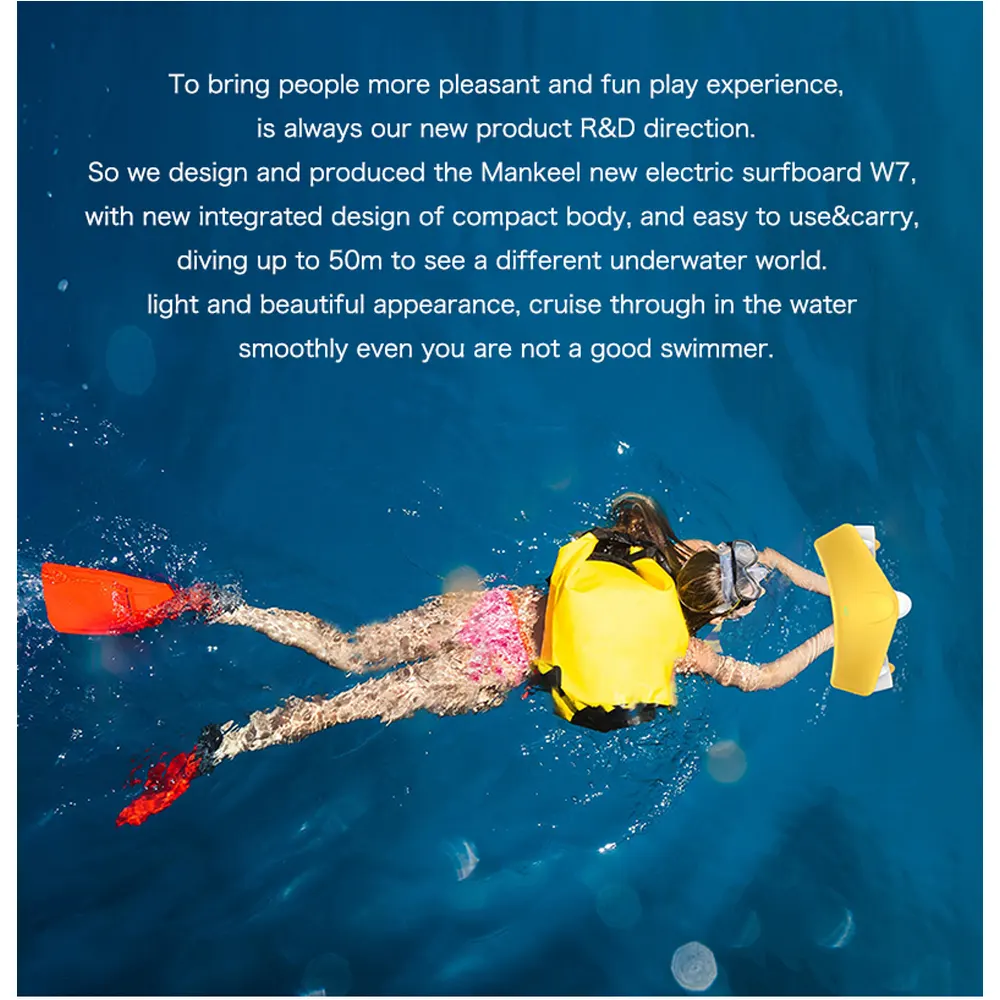 To bring people more pleasant and fun play experience,
is always our new product R&D direction.
So we design and produced the Mankeel new electric surfboard W7,
with new integrated design of compact body, and easy to use&carry,
diving up to 50m to see a different underwater world.
light and beautiful appearance, cruise through in the water
smoothly even you are not a good swimmer.